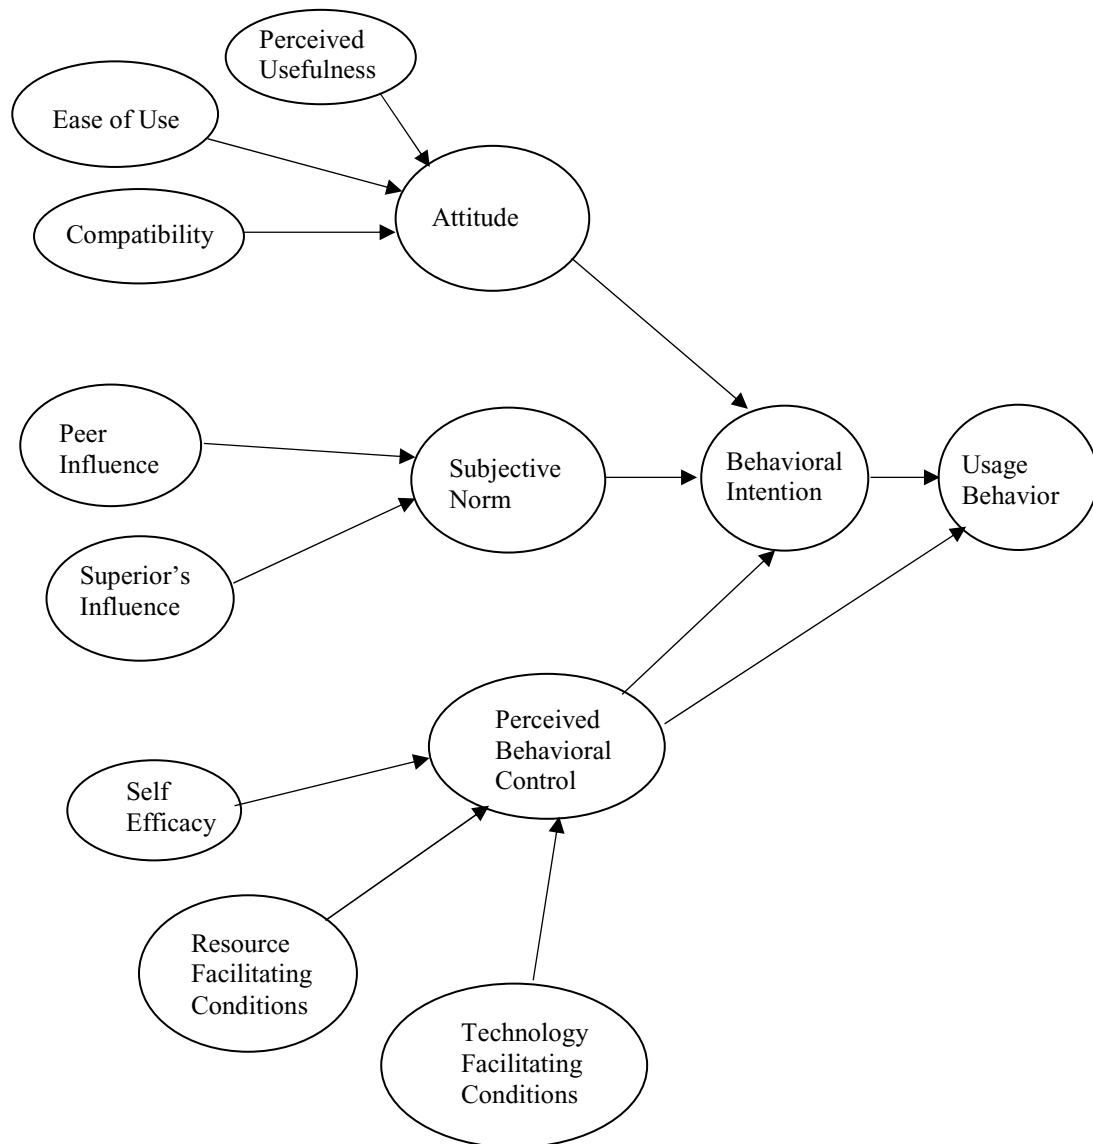 Perceived
Usefulness
Ease of Use
Compatibility
Attitude
Peer
Influence
Superior’s
Influence
Subjective
Norm
Behavioral
Intention
Usage
Behavior
Perceived
Behavioral
Control
Self
Efficacy
Resource
Facilitating
Conditions
Technology
Facilitating
Conditions